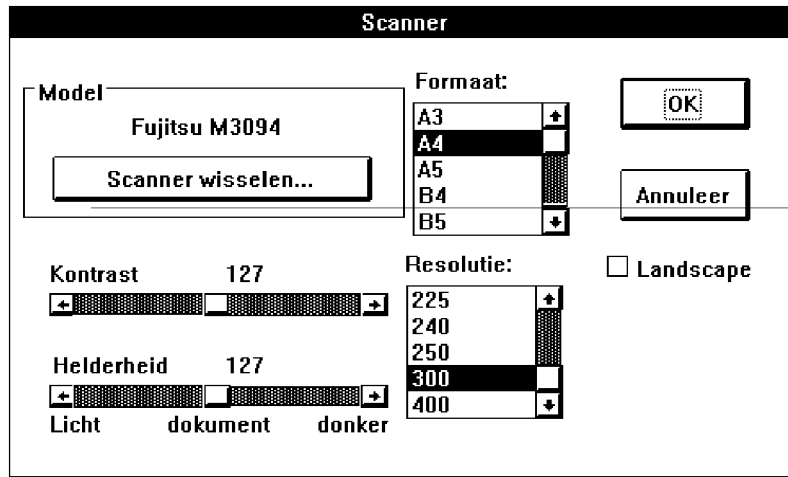 Scanner
Model
Fujitsu M3094
Scanner wisselen...
Formaat:
A3
A4
A5
B4
B5
OK
Annuleer
Kontrast 127
Helderheid 127
Licht dokument donker
Resolutie:
225
240
250
300
400
Landscape